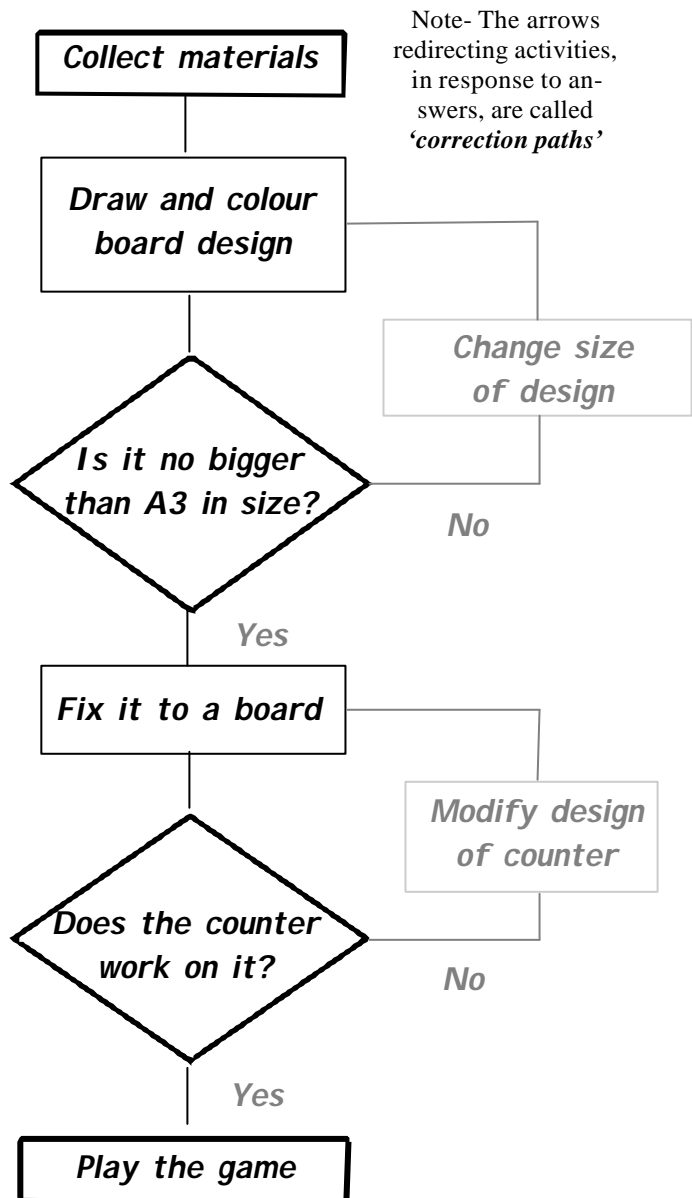 Collect materials
Note- The arrows
redirecting activities,
in response to an-
swers, are called
‘correction paths’
Draw and colour
board design
Change size
of design
Is it no bigger
than A3 in size?
No
Yes
Fix it to a board
Modify design
of counter
Does the counter
work on it?
No
Yes
Play the game